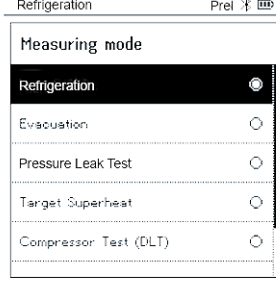 Refrigeration Prel
Measuring mode
Refrigeration
Evacuation
Pressure Leak Test
Target Superheat
Compressor Test (DLT)